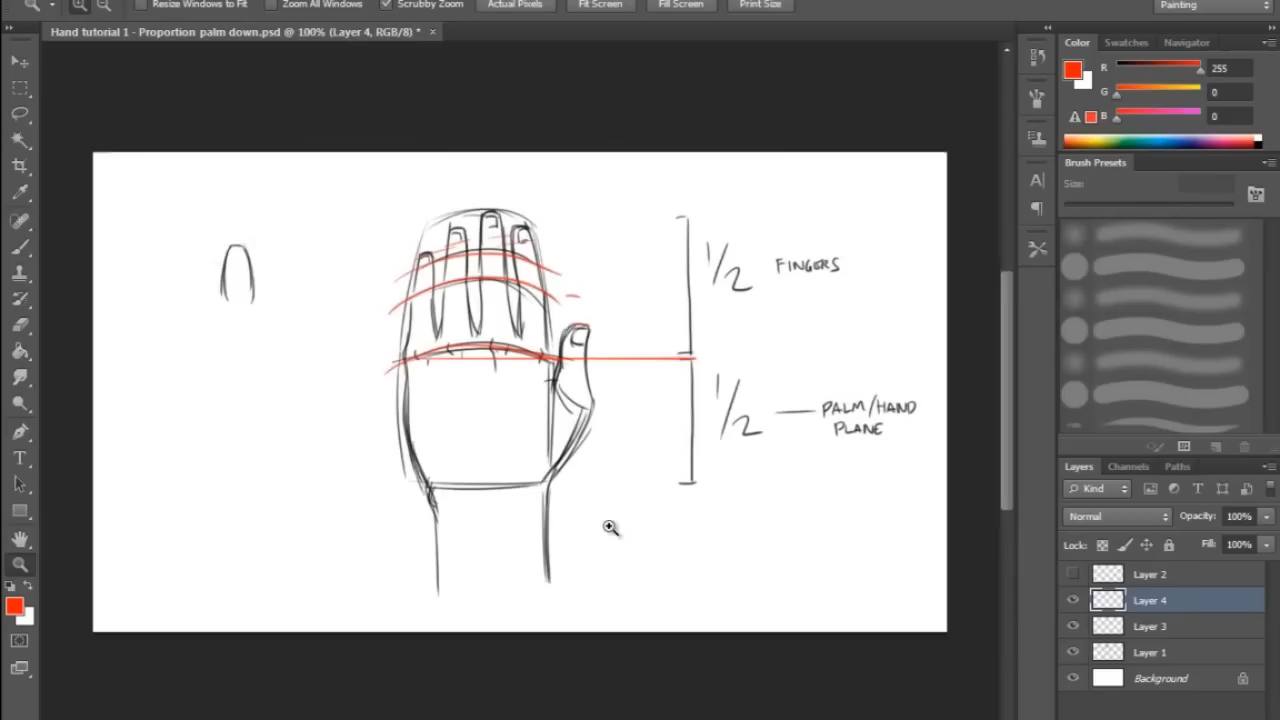 Resize Windows to Fit
Zoom All Windows
Scrubby Zoom
Actual Pixels
Fit Screen
Fill Screen
Print Size
Painting
Hand tutorial 1 - Proportion palm down.psd @ 100% (Layer 4, RGB/8) *
Color
Swatches
Navigator
R
255
G
0
B
0
Brush Presets
Size:
1/2 FINGERS
1/2 — PALM/HAND
PLANE
Layers
Channels
Paths
Kind
Normal
Opacity: 100%
Lock:
Fill: 100%
Layer 2
Layer 4
Layer 3
Layer 1
Background